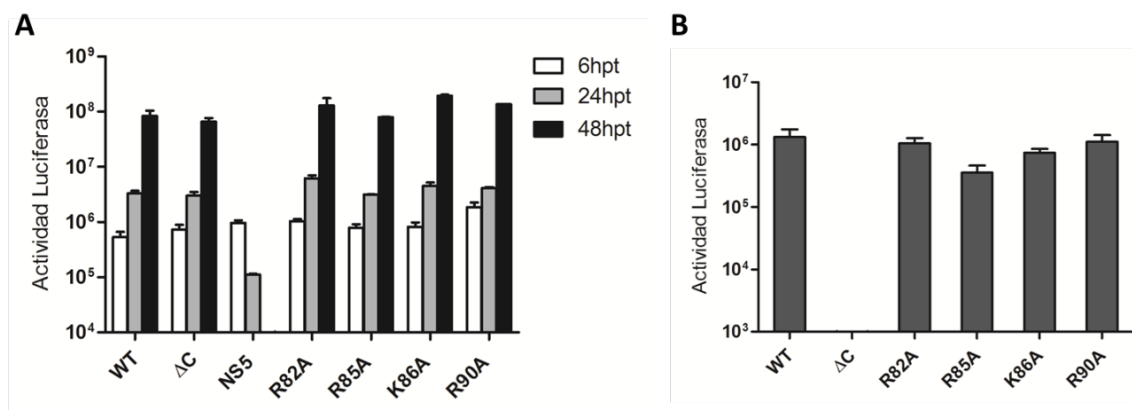 A
Actividad Luciferasa
10⁹
10⁸
10⁷
10⁶
10⁵
10⁴
WT
ΔC
NS5
R82A
R85A
K86A
R90A
6hpt
24hpt
48hpt
B
Actividad Luciferasa
10⁷
10⁶
10⁵
10⁴
10³
WT
ΔC
R82A
R85A
K86A
R90A